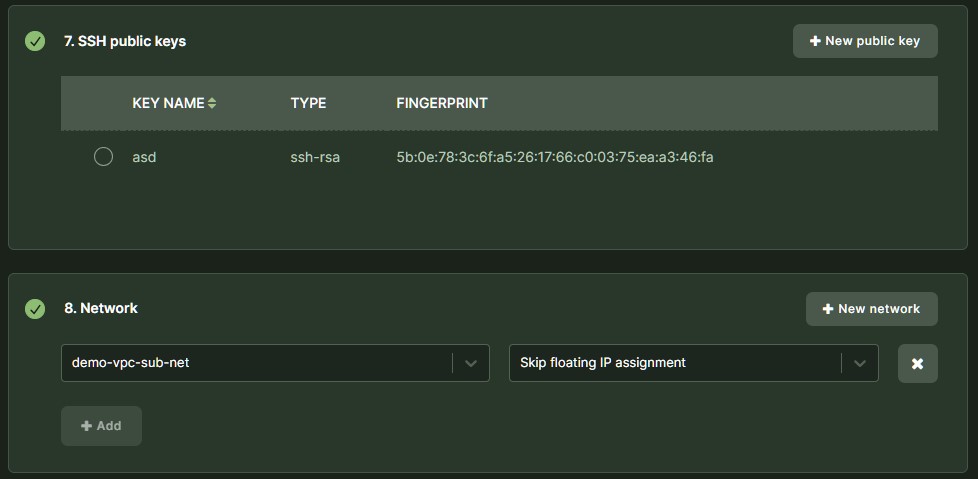 7. SSH public keys
New public key
KEY NAME TYPE FINGERPRINT
asd ssh-rsa 5b:0e:78:3c:6f:a5:26:17:66:c0:03:75:ea:a3:46:fa
8. Network
New network
demo-vpc-sub-net Skip floating IP assignment
Add